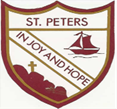 ST. PETERS
IN JOY AND HOPE